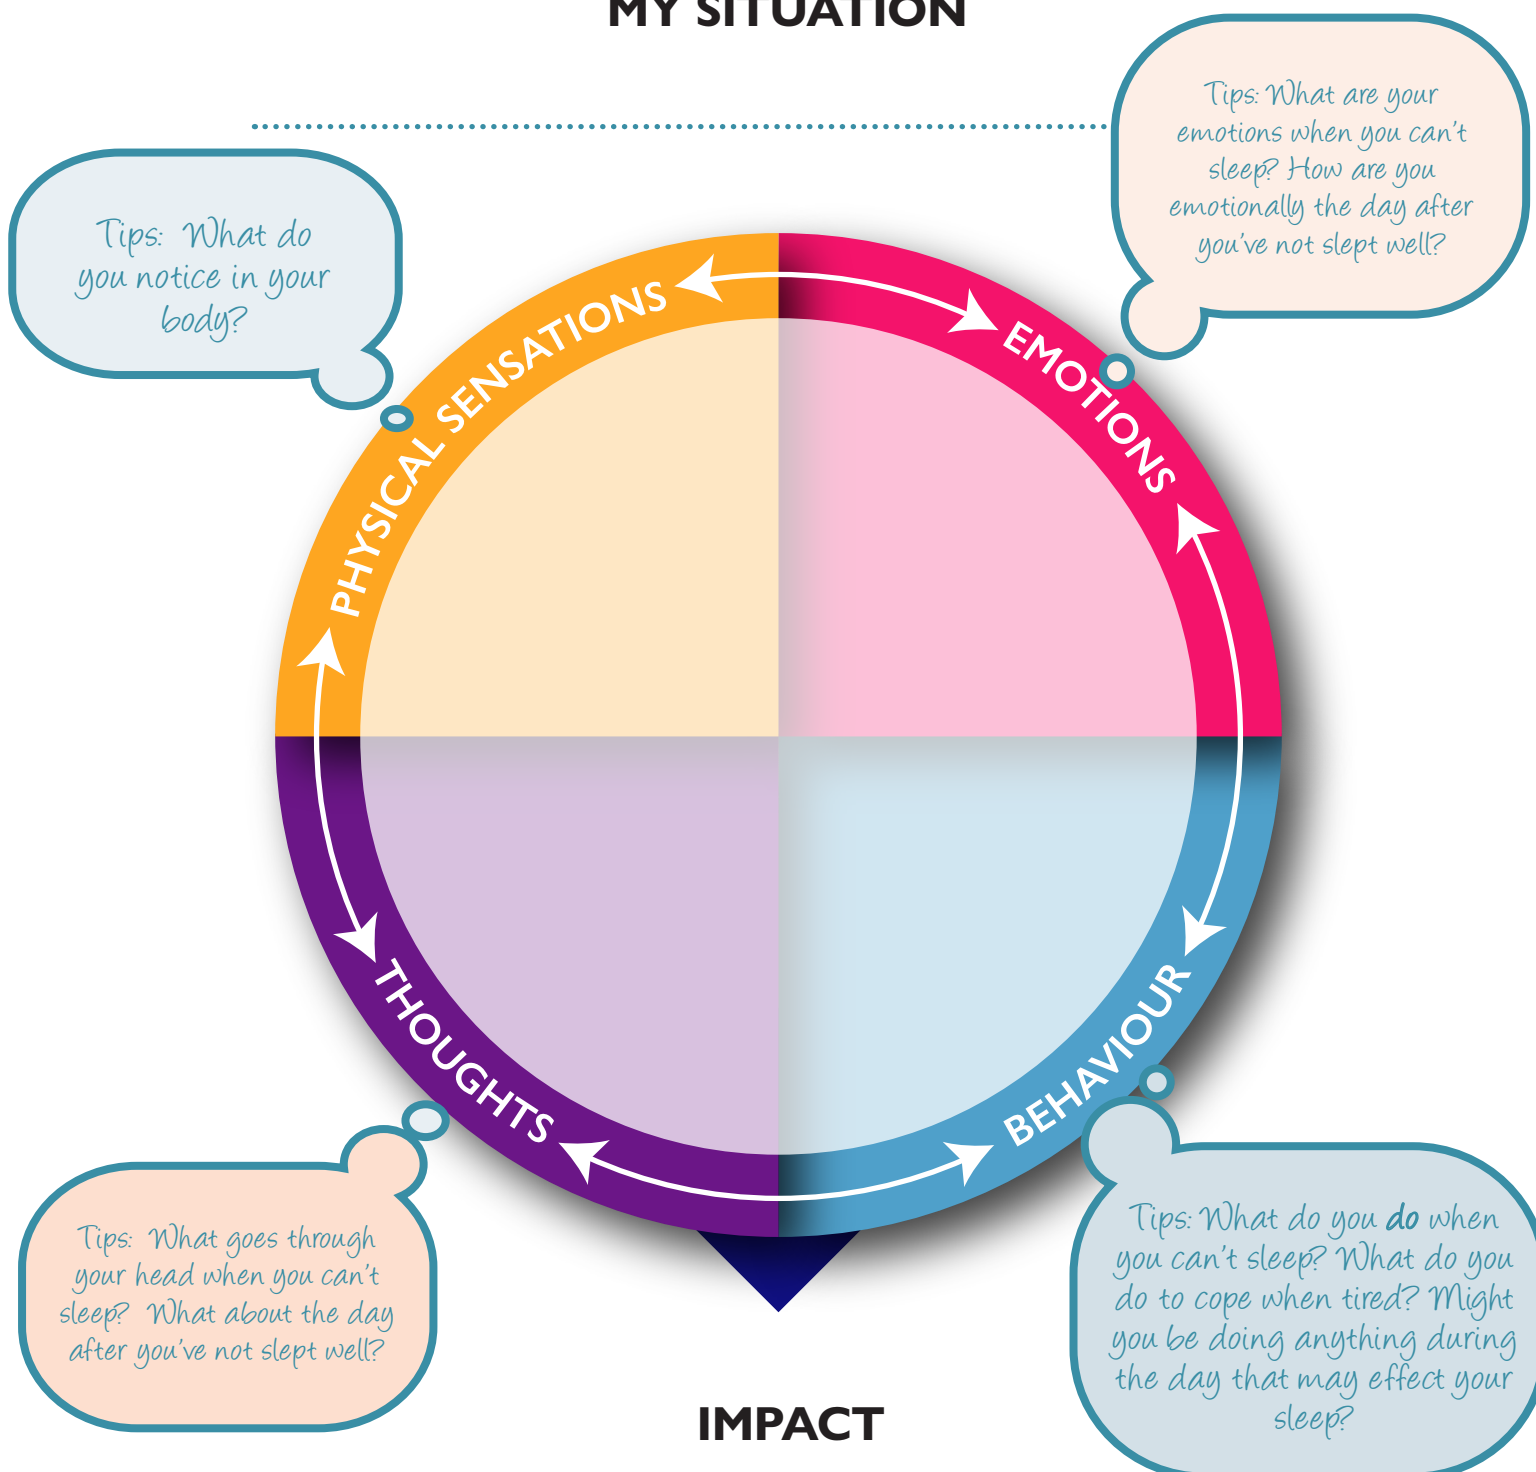 MY SITUATION
Tips: What are your
emotions when you can't
sleep? How are you
emotionally the day after
you've not slept well?
Tips: What do
you notice in your
body?
PHYSICAL SENSATIONS
EMOTIONS
THOUGHTS
BEHAVIOUR
Tips: What goes through
your head when you can't
sleep? What about the day
after you've not slept well?
Tips: What do you do when
you can't sleep? What do you
do to cope when tired? Might
you be doing anything during
the day that may effect your
sleep?
IMPACT